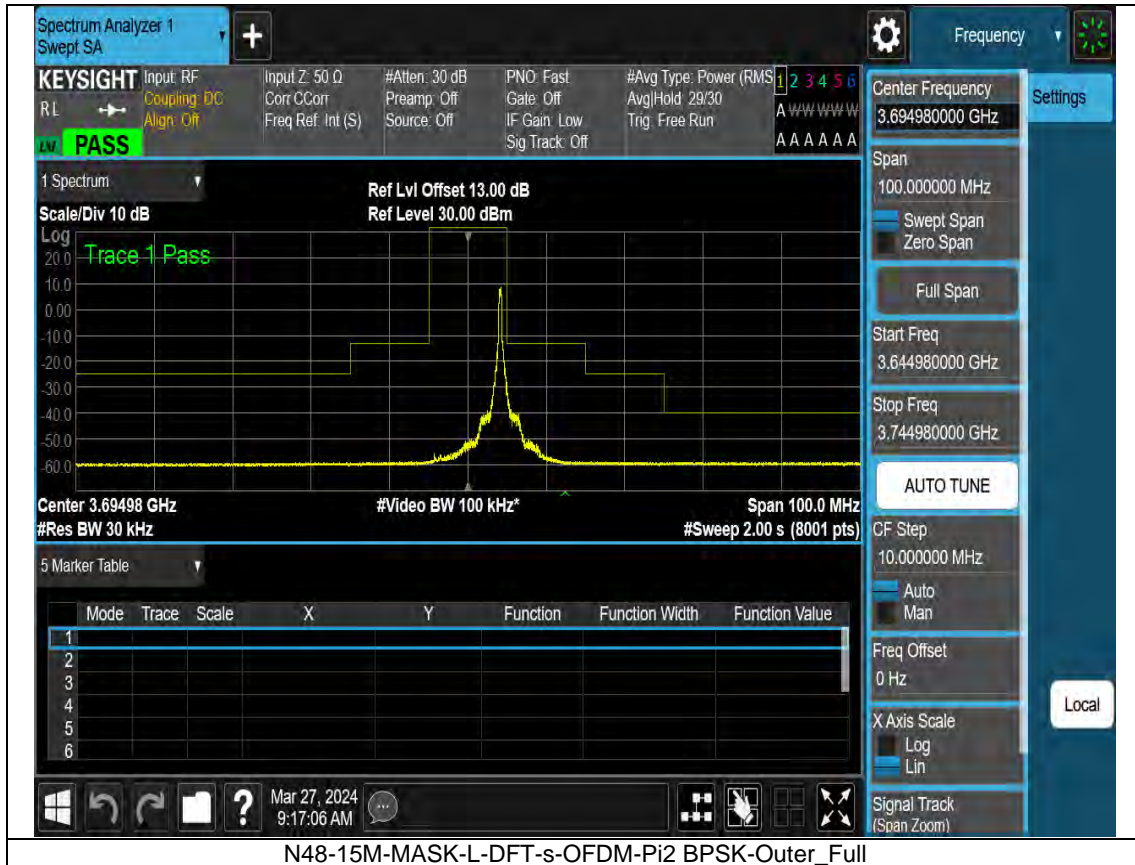 Spectrum Analyzer 1
Swept SA
Frequency
KEYSIGHT
RL
Input: RF
Coupling: DC
Align: Off
Input Z: 50 Ω
Corr CCorr
Freq Ref: Int (S)
#Atten: 30 dB
Preamp: Off
Source: Off
PNO: Fast
Gate: Off
IF Gain: Low
Sig Track: Off
#Avg Type: Power (RMS
Avg|Hold: 29/30
Trig: Free Run
1 2 3 4 5 6
A W W W W W
A A A A A A
PASS
1 Spectrum
Scale/Div 10 dB
Ref Lvl Offset 13.00 dB
Ref Level 30.00 dBm
Log
Trace 1 Pass
20.0
10.0
0.00
-10.0
-20.0
-30.0
-40.0
-50.0
-60.0
Center 3.69498 GHz
#Video BW 100 kHz*
Span 100.0 MHz
#Res BW 30 kHz
#Sweep 2.00 s (8001 pts)
5 Marker Table
Mode Trace Scale X Y Function Function Width Function Value
1
2
3
4
5
6
Mar 27, 2024
9:17:06 AM
Center Frequency
3.694980000 GHz
Settings
Span
100.000000 MHz
Swept Span
Zero Span
Full Span
Start Freq
3.644980000 GHz
Stop Freq
3.744980000 GHz
AUTO TUNE
CF Step
10.000000 MHz
Auto
Man
Freq Offset
0 Hz
X Axis Scale
Log
Lin
Local
Signal Track
(Span Zoom)
N48-15M-MASK-L-DFT-s-OFDM-Pi2 BPSK-Outer_Full